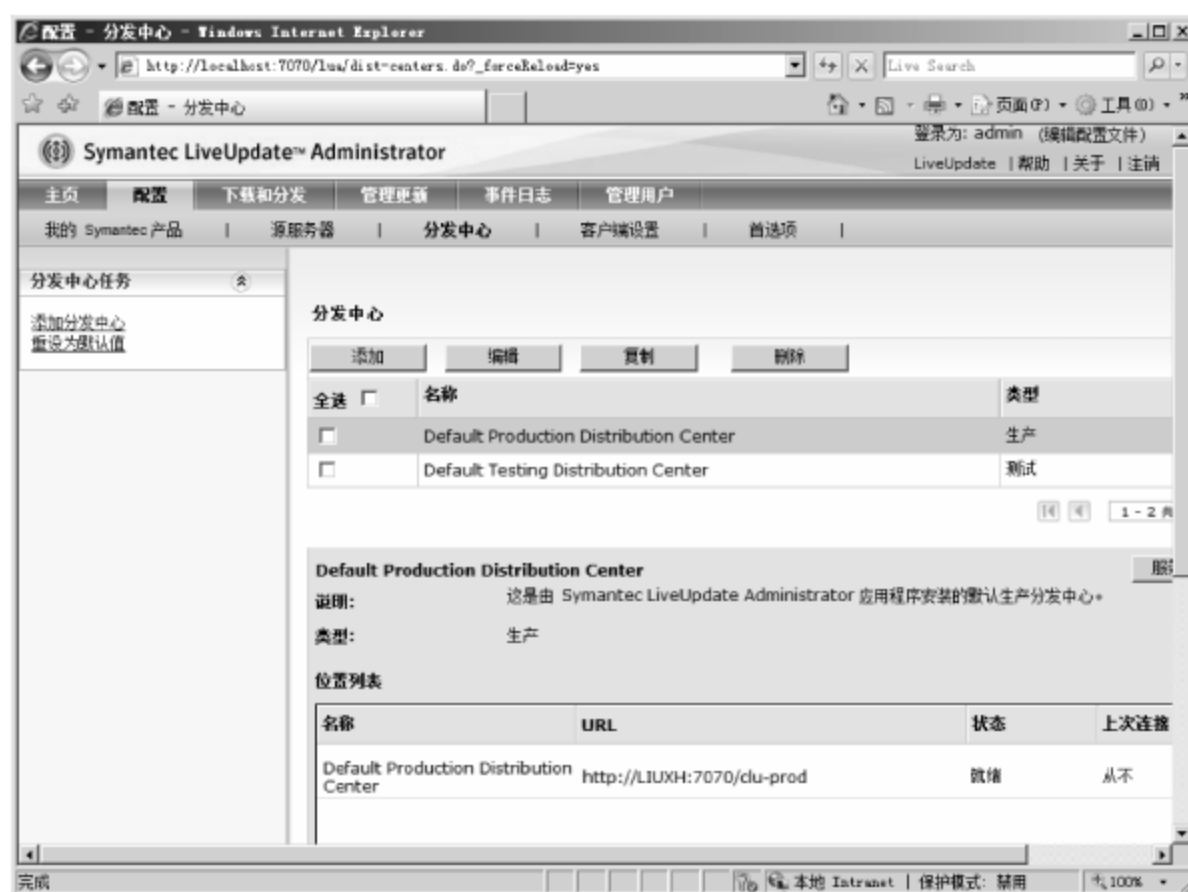 配置 - 分发中心 - Windows Internet Explorer
http://localhost:7070/lua/dist-centers.do?_forceReload=yes
Live Search
配置 - 分发中心
页面(P)
工具(O)
登录为: admin (编辑配置文件)
Symantec LiveUpdate™ Administrator
LiveUpdate | 帮助 | 关于 | 注销
主页 配置 下载和分发 管理更新 事件日志 管理用户
我的 Symantec 产品 | 源服务器 | 分发中心 | 客户端设置 | 首选项 |
分发中心任务
添加分发中心
重设为默认值
分发中心
添加 编辑 复制 删除
全选 名称 类型
Default Production Distribution Center 生产
Default Testing Distribution Center 测试
1 - 2 共
Default Production Distribution Center
说明: 这是由 Symantec LiveUpdate Administrator 应用程序安装的默认生产分发中心。
类型: 生产
位置列表
名称 URL 状态 上次连接
Default Production Distribution Center http://LIUXH:7070/clu-prod 就绪 从不
完成 本地 Intranet | 保护模式: 禁用 100%